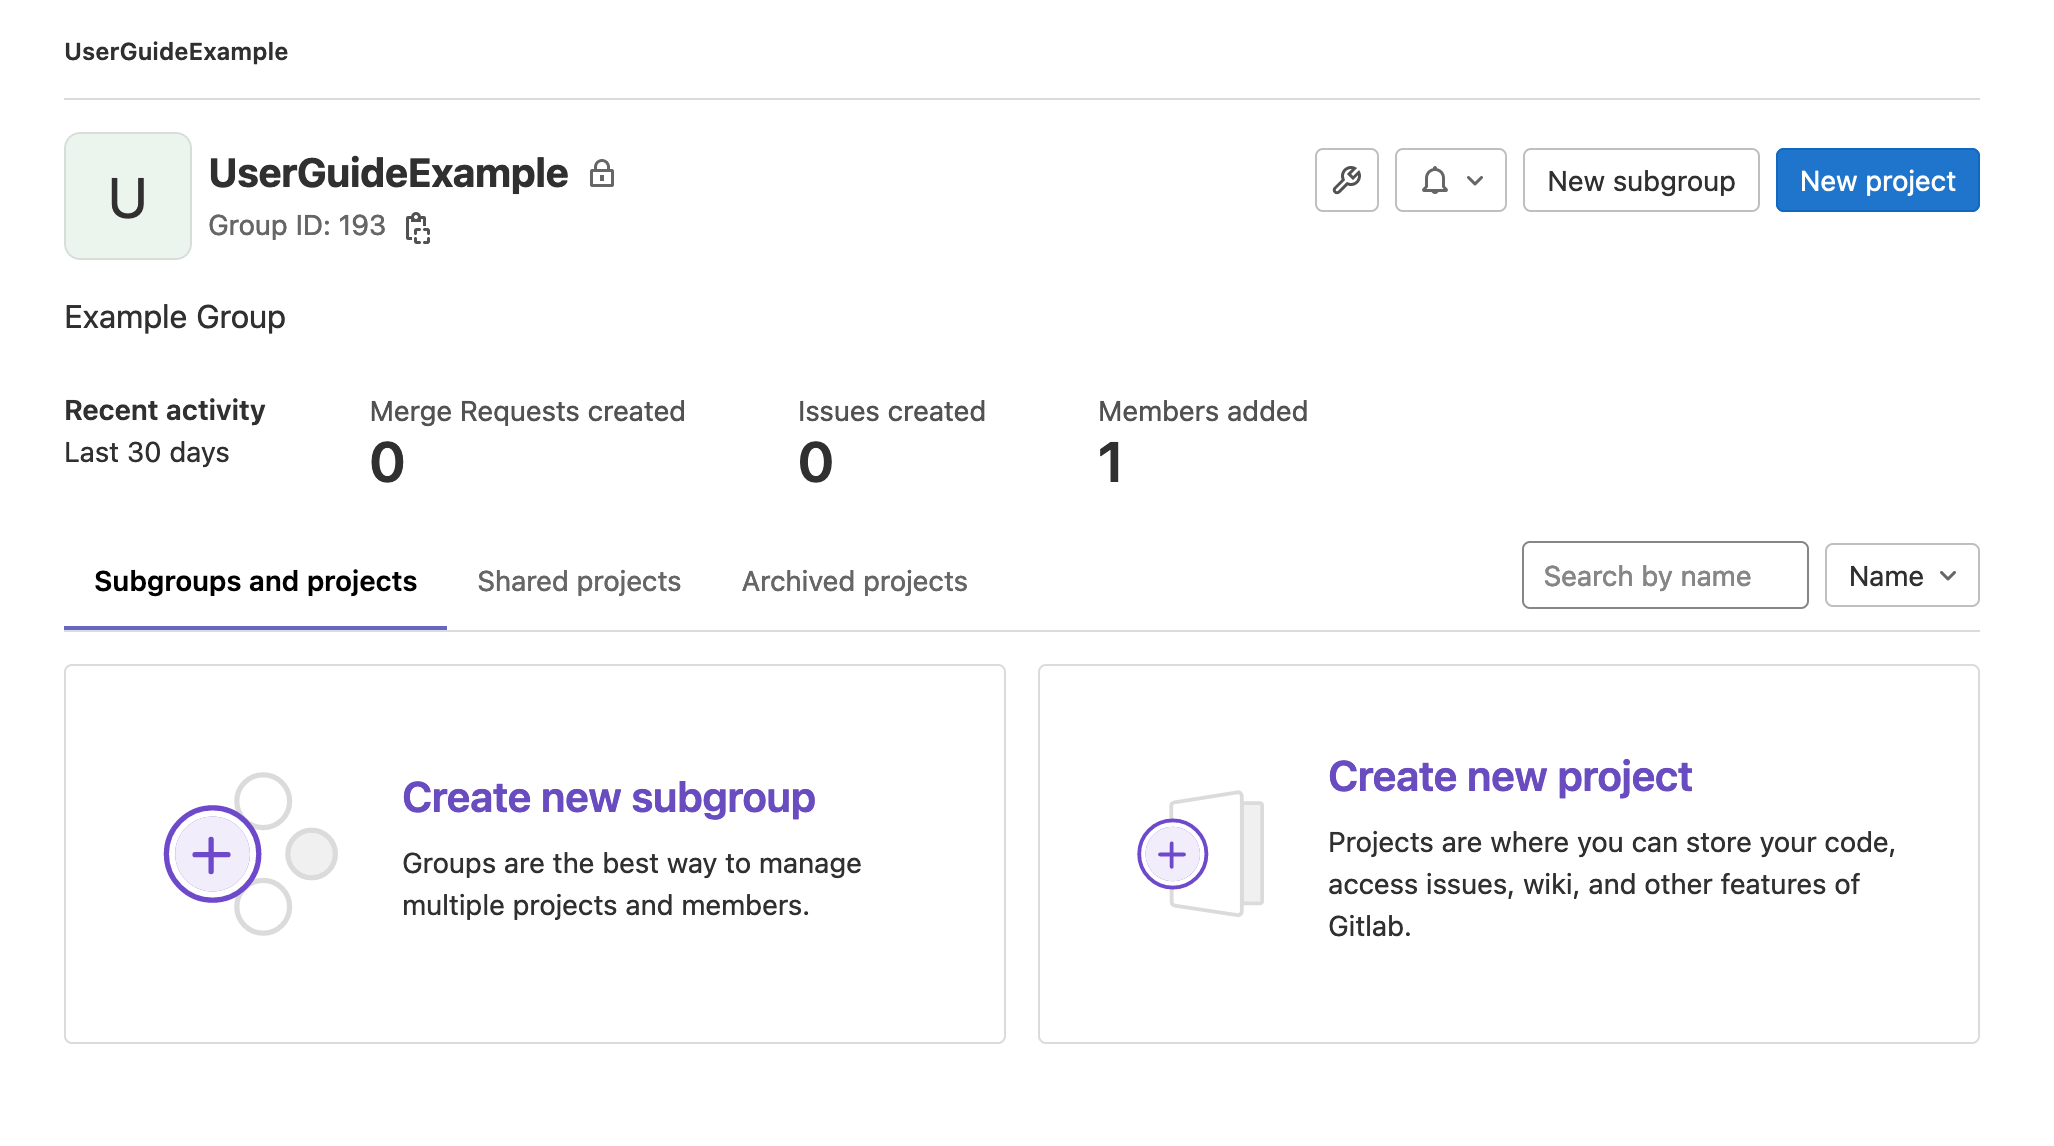 UserGuideExample
U
UserGuideExample
Group ID: 193
New subgroup
New project
Example Group
Recent activity
Last 30 days
Merge Requests created
0
Issues created
0
Members added
1
Subgroups and projects
Shared projects
Archived projects
Search by name
Name
Create new subgroup
Groups are the best way to manage
multiple projects and members.
Create new project
Projects are where you can store your code,
access issues, wiki, and other features of
Gitlab.